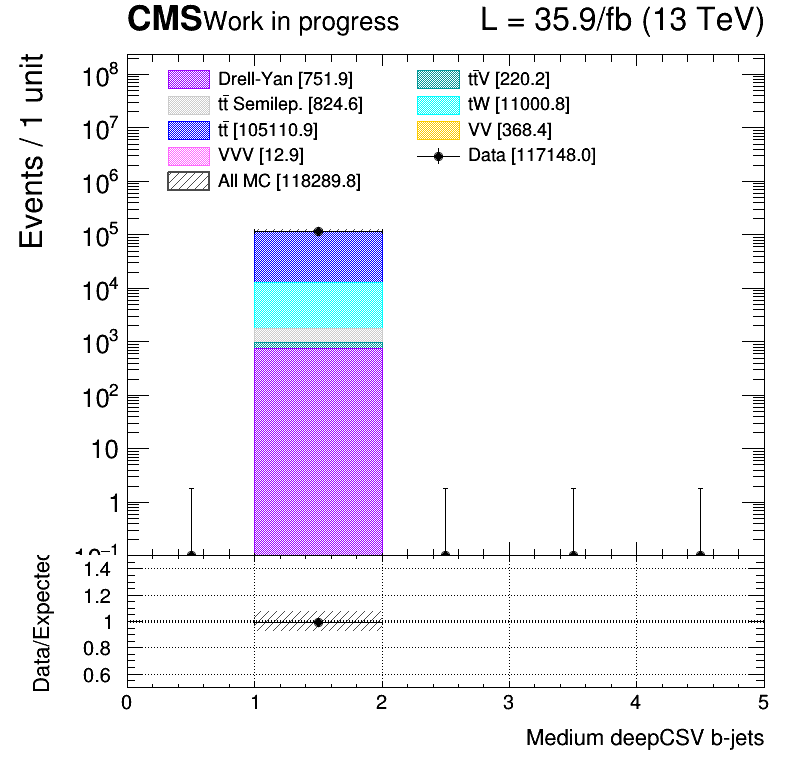 CMS Work in progress L = 35.9/fb (13 TeV)
Events / 1 unit
10⁸
10⁷
10⁶
10⁵
10⁴
10³
10²
10
1
10⁻¹
Drell-Yan [751.9]
tt̄ Semilep. [824.6]
tt̄ [105110.9]
VVV [12.9]
All MC [118289.8]
tt̄V [220.2]
tW [11000.8]
VV [368.4]
Data [117148.0]
Data/Expected
1.4
1.2
1
0.8
0.6
0 1 2 3 4 5
Medium deepCSV b-jets